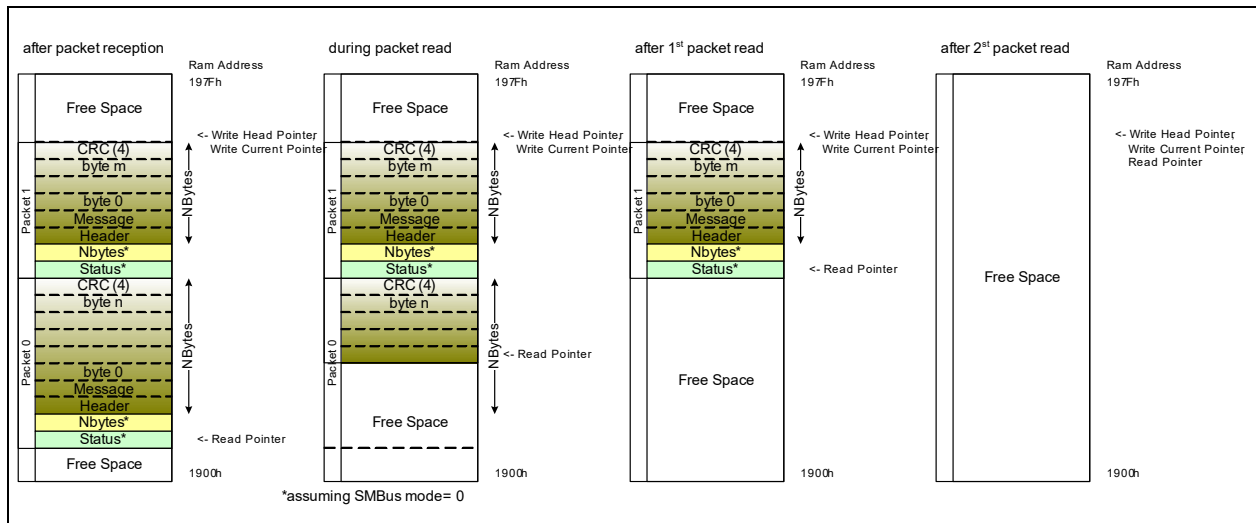 after packet reception
Ram Address
197Fh
Free Space
<- Write Head Pointer,
Write Current Pointer
CRC (4)
byte m
byte 0
Message
Header
Nbytes*
Status*
Packet 1
NBytes
CRC (4)
byte n
byte 0
Message
Header
Nbytes*
Status*
Packet 0
NBytes
<- Read Pointer
Free Space
1900h
during packet read
Ram Address
197Fh
Free Space
<- Write Head Pointer,
Write Current Pointer
CRC (4)
byte m
byte 0
Message
Header
Nbytes*
Status*
Packet 1
NBytes
CRC (4)
byte n
<- Read Pointer
Packet 0
NBytes
Free Space
1900h
*assuming SMBus mode= 0
after 1st packet read
Ram Address
197Fh
Free Space
<- Write Head Pointer,
Write Current Pointer
CRC (4)
byte m
byte 0
Message
Header
Nbytes*
Status*
Packet 1
NBytes
<- Read Pointer
Free Space
1900h
after 2st packet read
Ram Address
197Fh
<- Write Head Pointer,
Write Current Pointer,
Read Pointer
Free Space
1900h